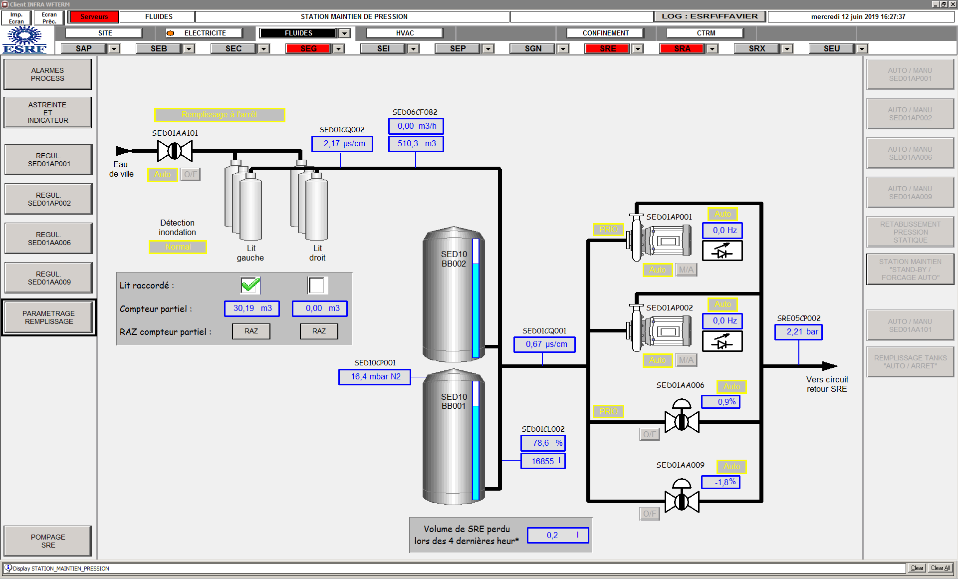 Client INFRA WFTERM
Imp. Ecran
Ecran Préc.
Serveurs
FLUIDES
STATION MAINTIEN DE PRESSION
LOG : ESRF\FFAVIER
mercredi 12 juin 2019 16:27:37
ESRF
SITE
ELECTRICITE
FLUIDES
HVAC
CONFINEMENT
CTRM
SAP
SEB
SEC
SEG
SEI
SEP
SGN
SRE
SRA
SRX
SEU
ALARMES
PROCESS
ASTREINTE
ET
INDICATEUR
REGUL
SED01AP001
REGUL.
SED01AP002
REGUL
SED01AA006
REGUL
SED01AA009
PARAMETRAGE
REMPLISSAGE
POMPAGE
SRE
Remplissage à l'arrêt
SED01AA101
Eau
de ville
Auto
O/F
SED01CQ002
2,17 µs/cm
SED06CF082
0,00 m3/h
510,3 m3
Détection
inondation
Normal
Lit
gauche
Lit
droit
Lit raccordé :
Compteur partiel :
30,19 m3
0,00 m3
RAZ compteur partiel :
RAZ
RAZ
SED10
BB002
SED10CP001
16,4 mbar N2
SED10
BB001
SED01CL002
78,6 %
16855 l
SED01CQ001
0,67 µs/cm
Volume de SRE perdu
lors des 4 dernières heur*
0,2 l
PRIO
SED01AP001
Auto
0,0 Hz
Auto
M/A
SED01AP002
Auto
0,0 Hz
Auto
M/A
SRE05CP002
2,21 bar
Vers circuit
retour SRE
PRIO
SED01AA006
Auto
0,9%
O/F
SED01AA009
Auto
-1,8%
O/F
AUTO / MANU
SED01AP001
AUTO / MANU
SED01AP002
AUTO / MANU
SED01AA006
AUTO / MANU
SED01AA009
RETABLISSEMENT
PRESSION
STATIQUE
STATION MAINTIEN
"STAND-BY /
FORCAGE AUTO"
AUTO / MANU
SED01AA101
REMPLISSAGE TANKS
"AUTO / ARRET"
Display STATION_MAINTIEN_PRESSION
Clear
Clear All